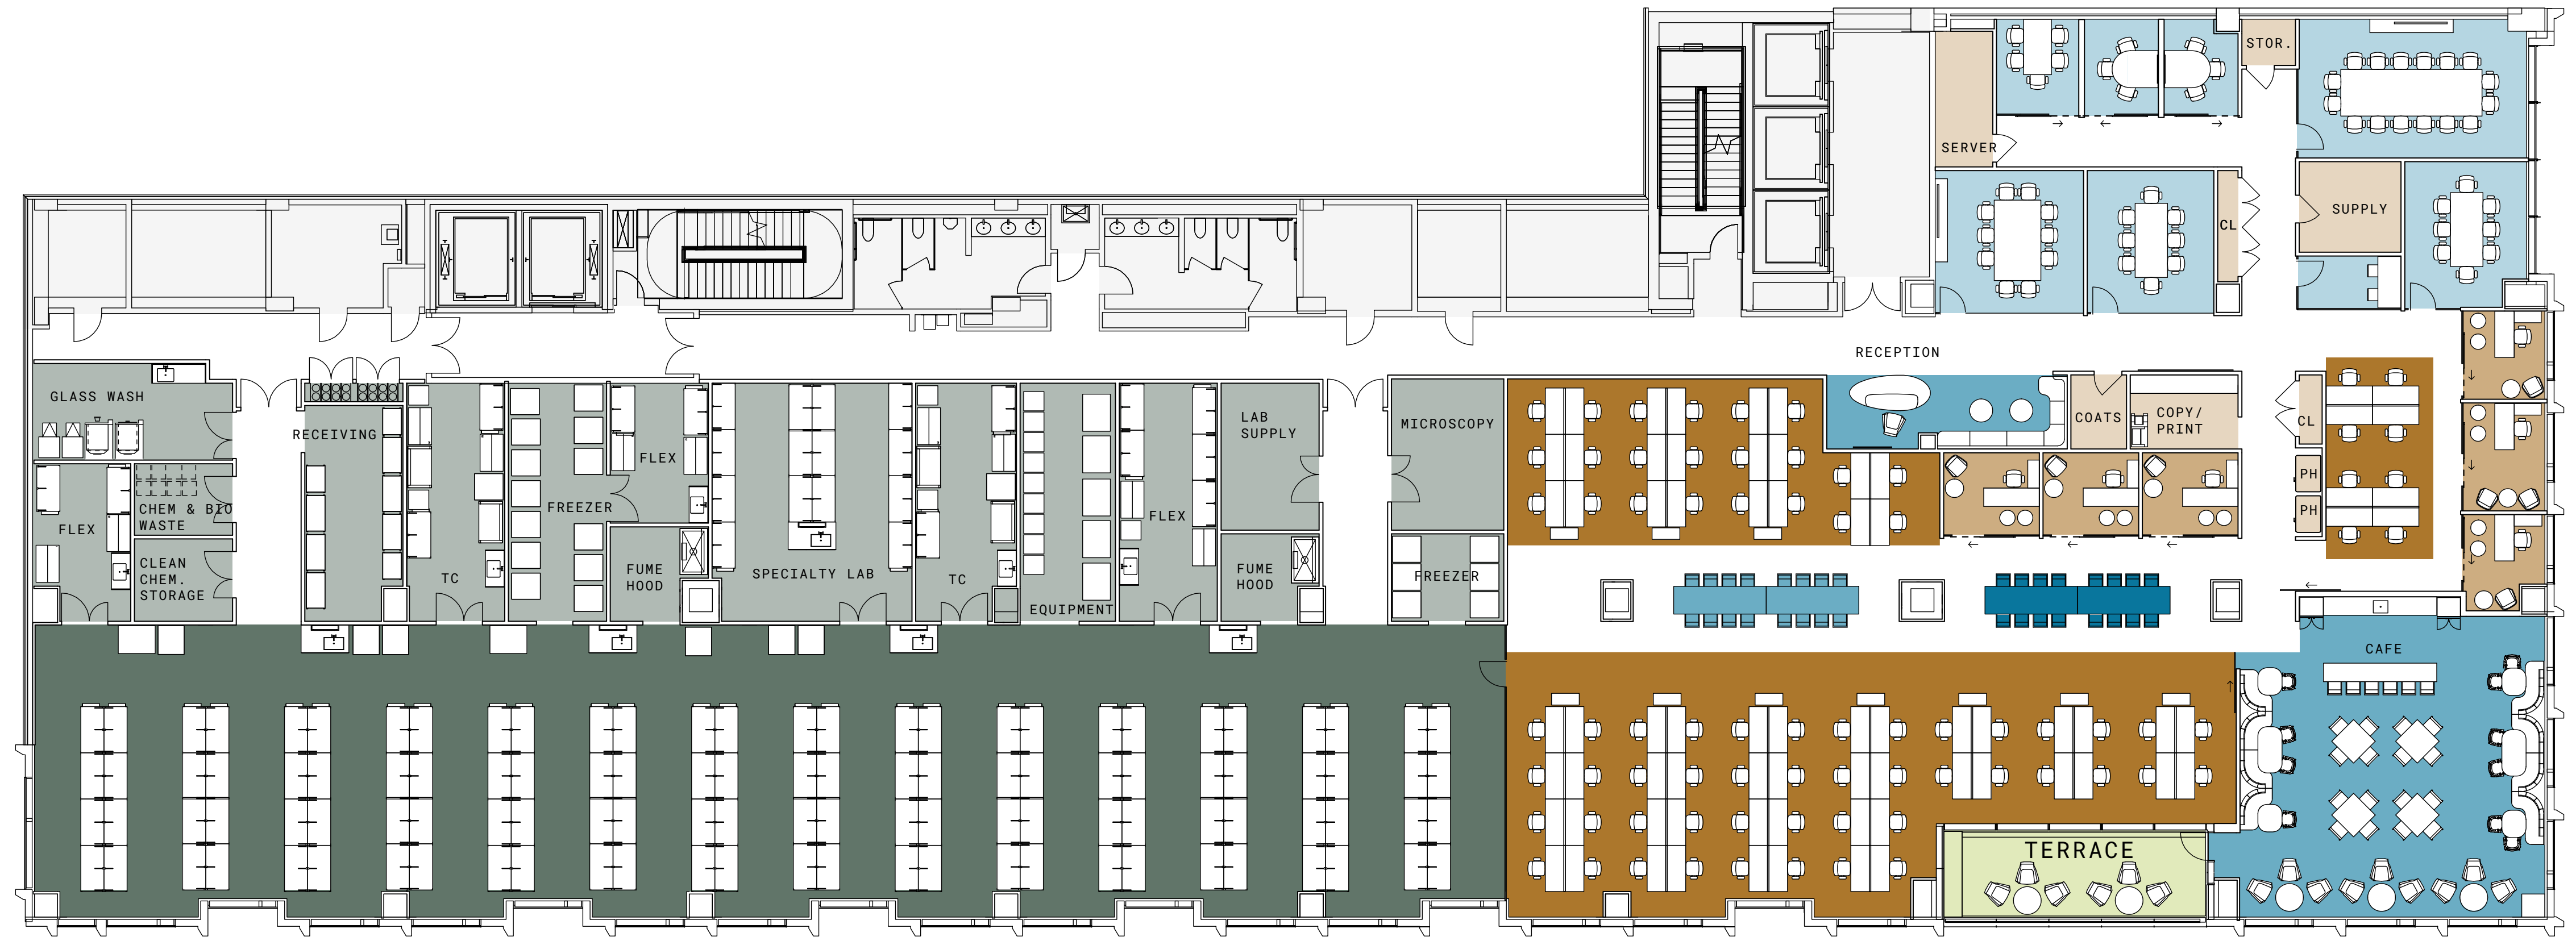 STOR.
SERVER
CL
SUPPLY
RECEPTION
GLASS WASH
RECEIVING
FLEX
CHEM & BIO
WASTE
CLEAN
CHEM.
STORAGE
TC
FREEZER
FLEX
FUME
HOOD
SPECIALTY LAB
TC
EQUIPMENT
FLEX
LAB
SUPPLY
FUME
HOOD
MICROSCOPY
FREEZER
COATS
COPY/
PRINT
CL
PH
PH
CAFE
TERRACE